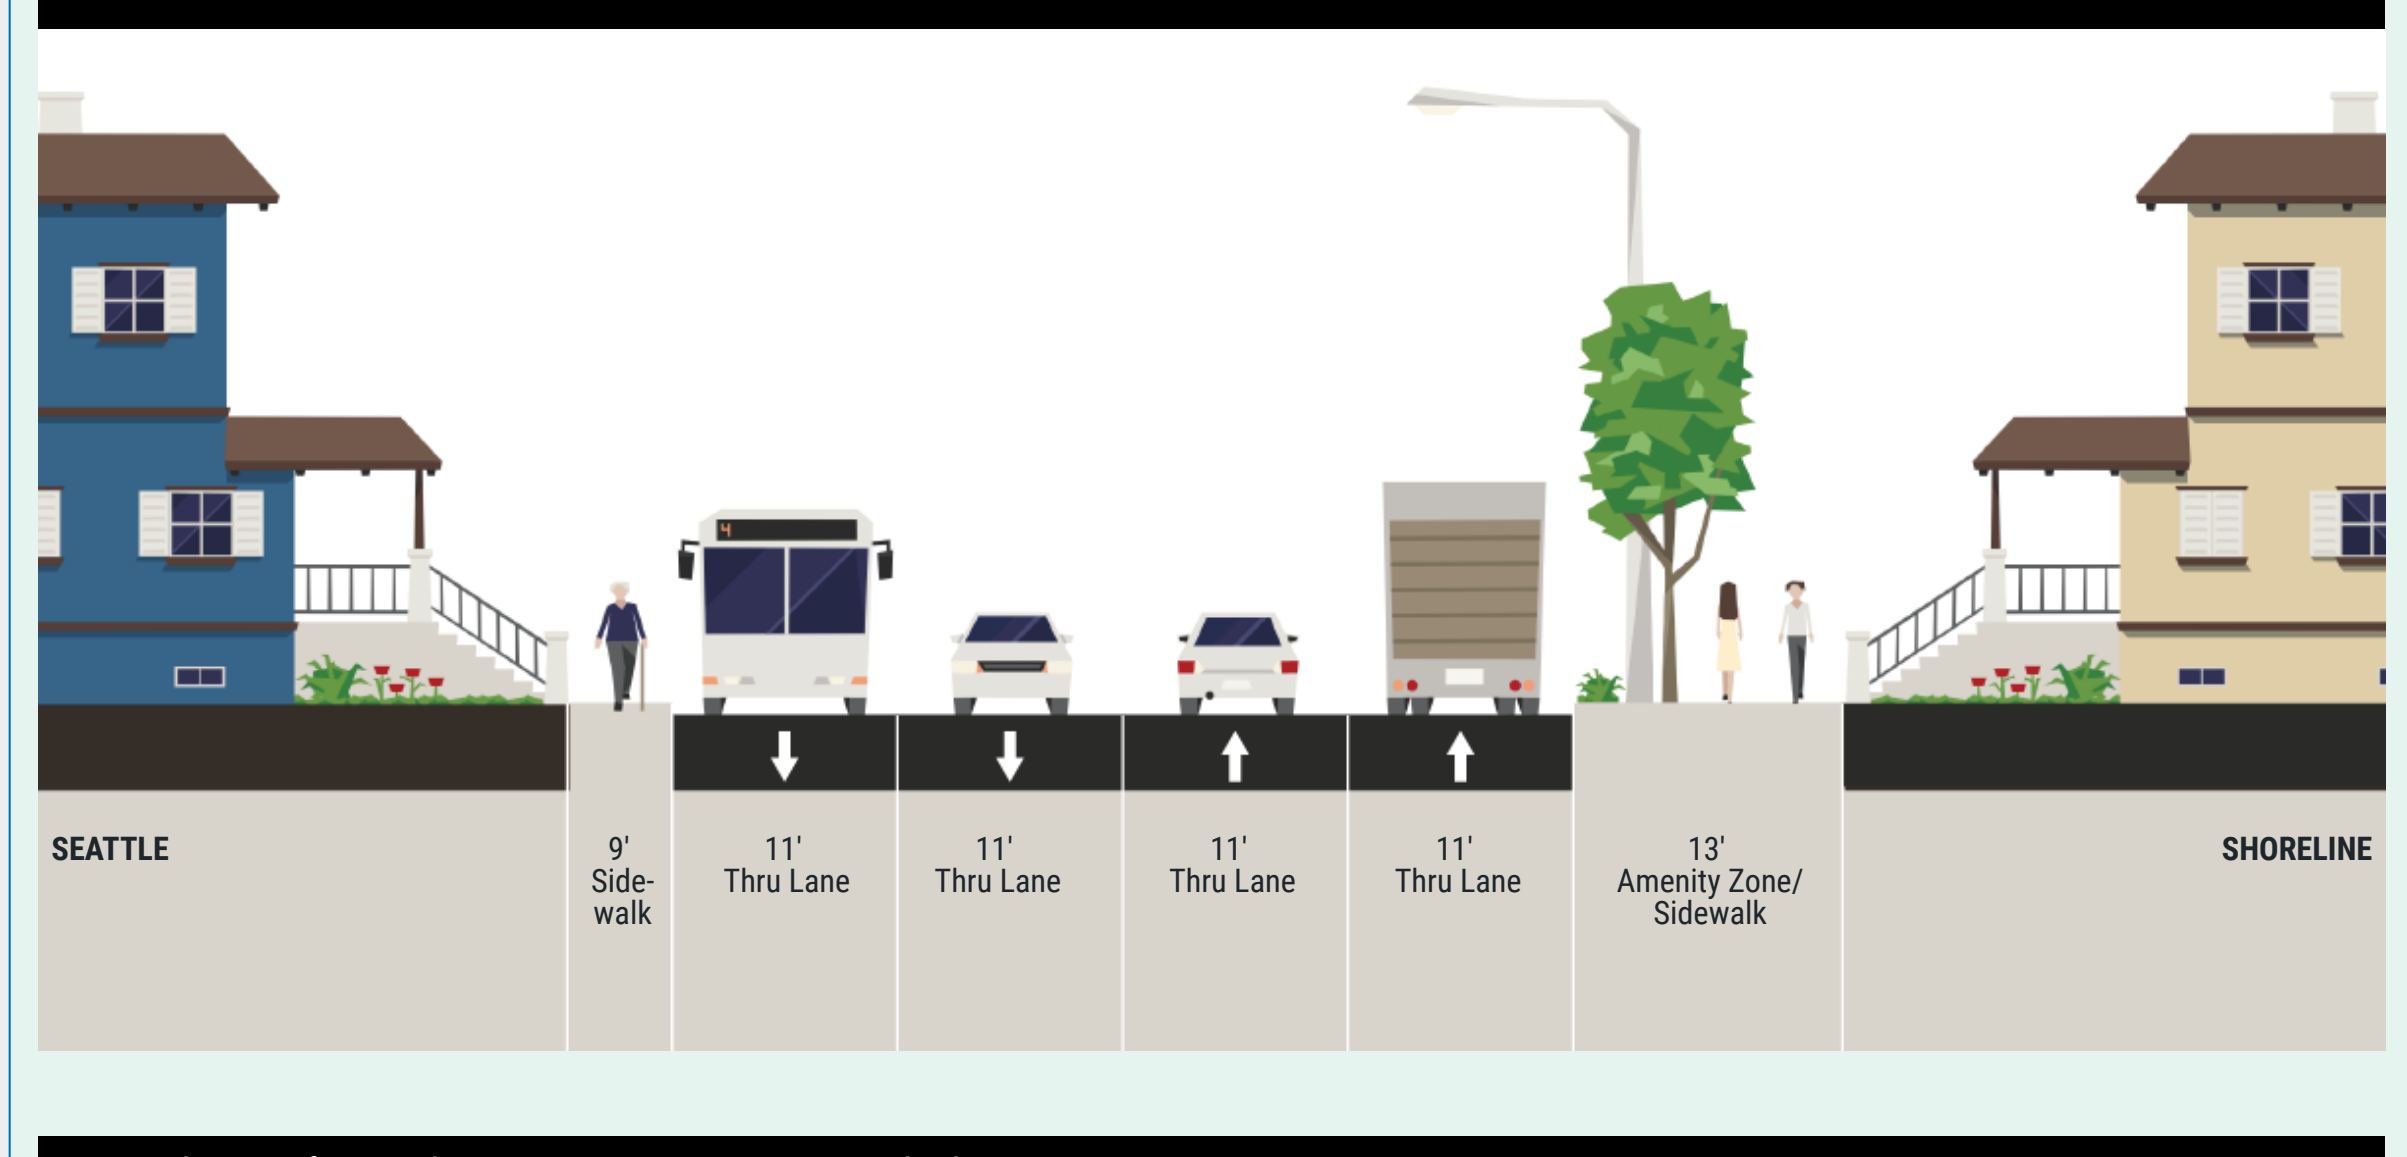 4
SEATTLE
9'
Side-
walk
11'
Thru Lane
11'
Thru Lane
11'
Thru Lane
11'
Thru Lane
13'
Amenity Zone/
Sidewalk
SHORELINE